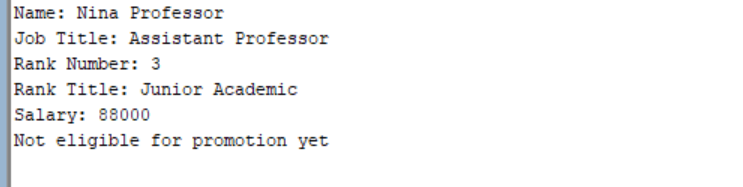 Name: Nina Professor
Job Title: Assistant Professor
Rank Number: 3
Rank Title: Junior Academic
Salary: 88000
Not eligible for promotion yet